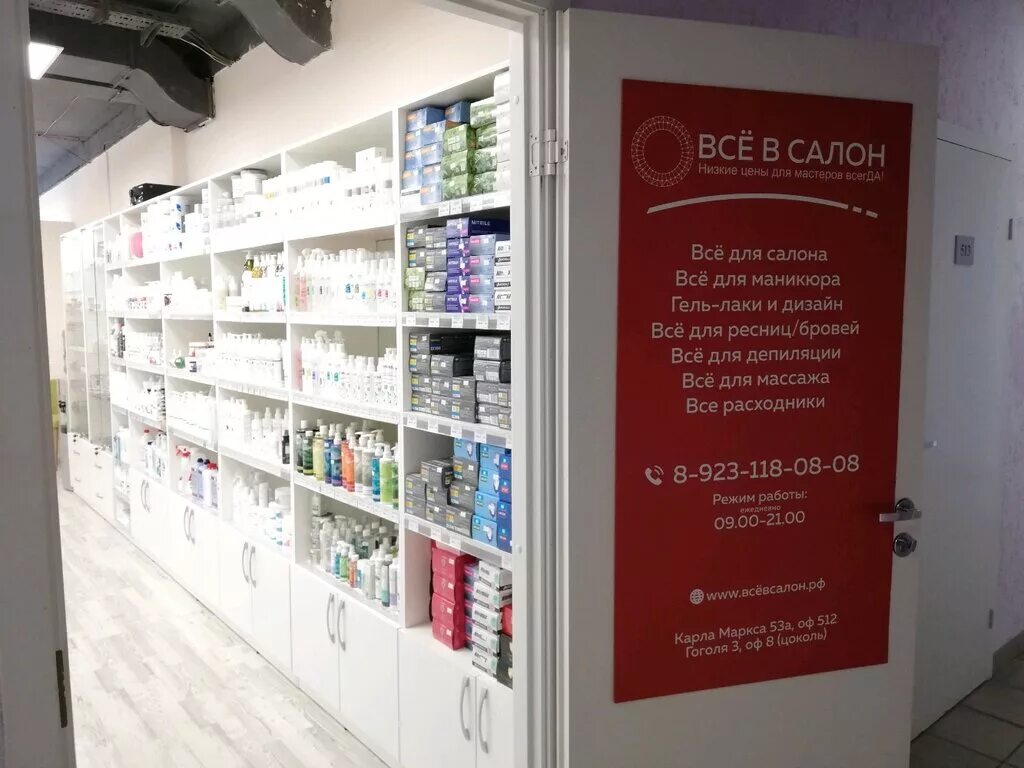 ВСЁ В САЛОН
Низкие цены для мастеров всегДА!
Всё для салона
Всё для маникюра
Гель-лаки и дизайн
Всё для ресниц/бровей
Всё для депиляции
Всё для массажа
Все расходники
8-923-118-08-08
Режим работы:
ежедневно
09.00-21.00
www.всёвсалон.рф
Карла Маркса 53а, оф 512
Гоголя 3, оф 8 (цоколь)
513
NITRILE